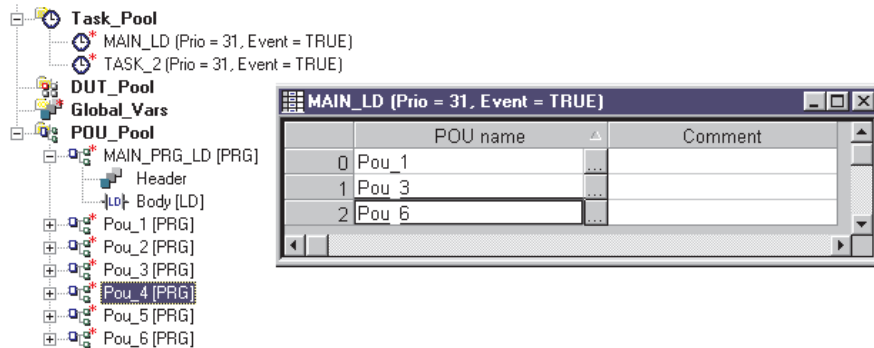 Task_Pool
MAIN_LD (Prio = 31, Event = TRUE)
TASK_2 (Prio = 31, Event = TRUE)
DUT_Pool
Global_Vars
POU_Pool
MAIN_PRG_LD [PRG]
Header
Body [LD]
Pou_1 [PRG]
Pou_2 [PRG]
Pou_3 [PRG]
Pou_4 [PRG]
Pou_5 [PRG]
Pou_6 [PRG]
MAIN_LD (Prio = 31, Event = TRUE)
POU name Comment
0 Pou_1 ...
1 Pou_3 ...
2 Pou_6 ...